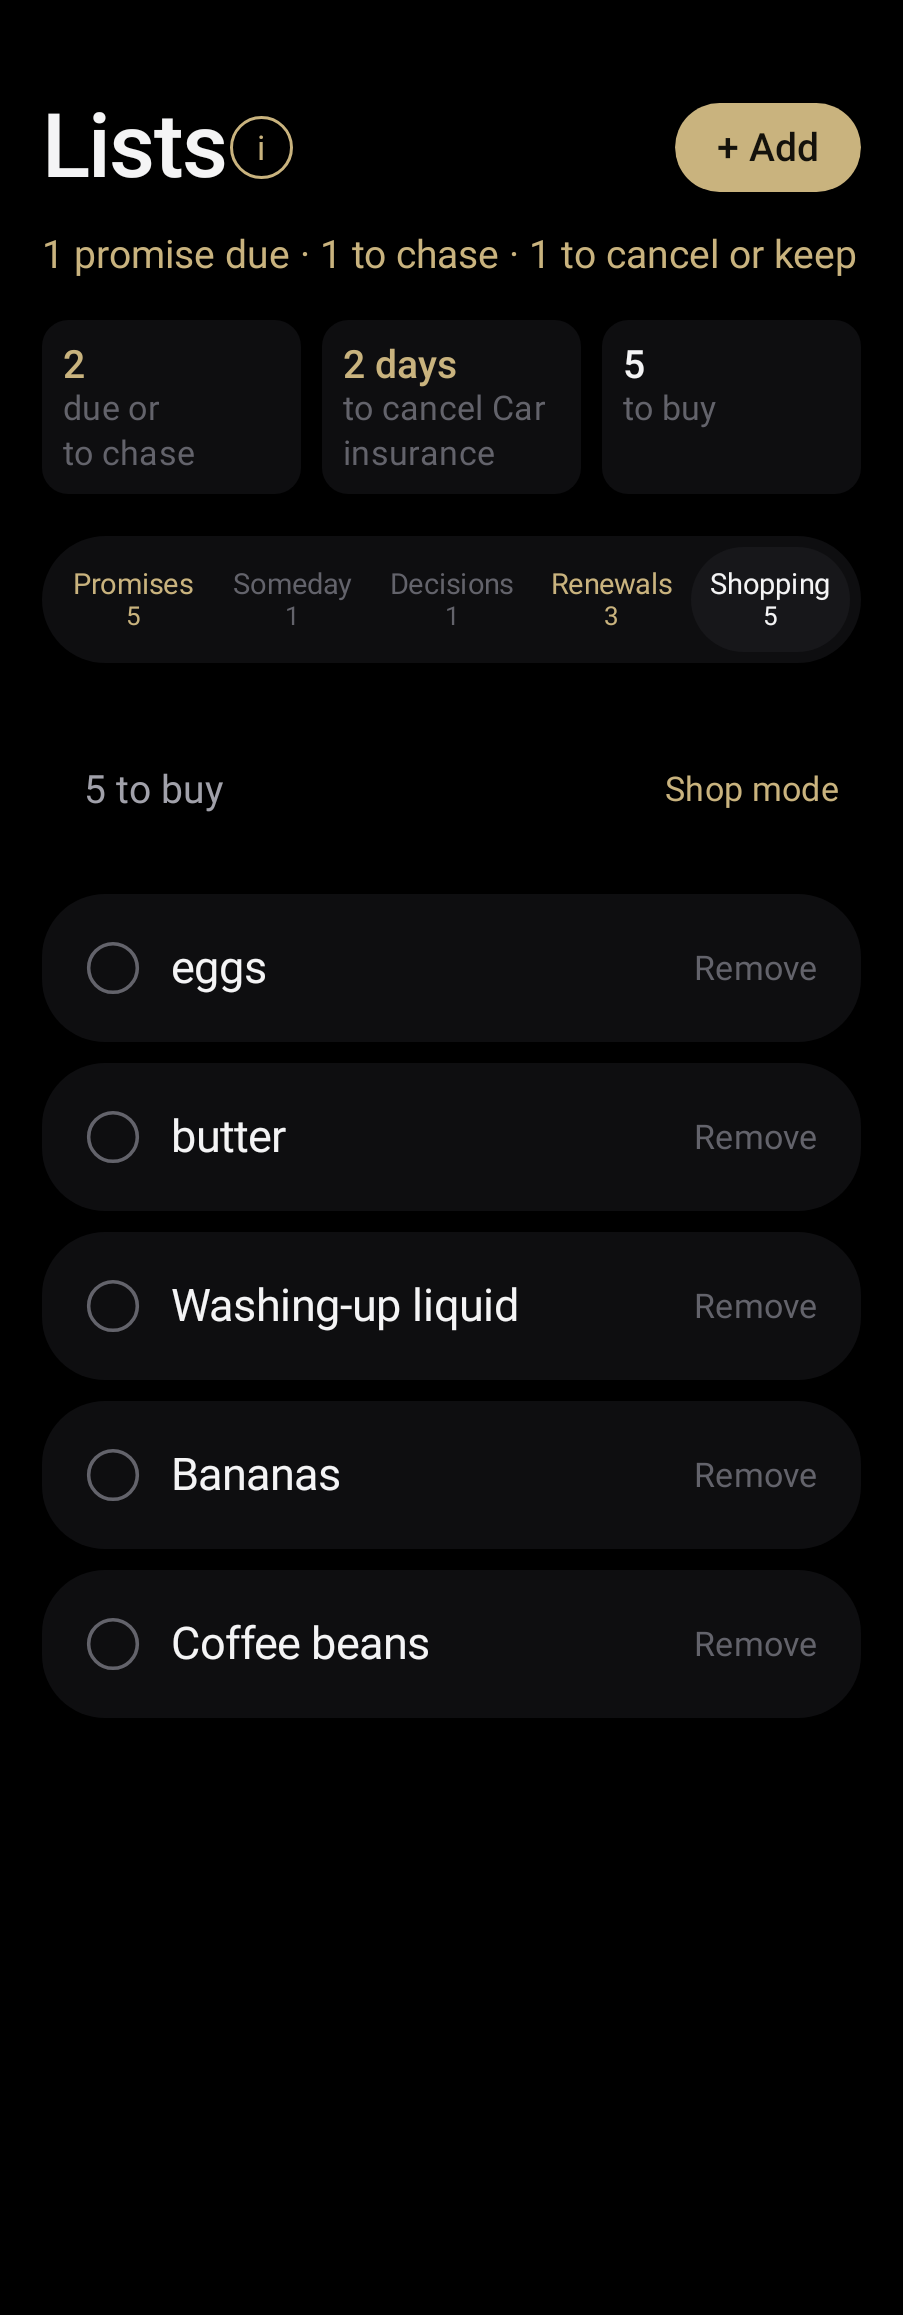 Lists i
+ Add
1 promise due · 1 to chase · 1 to cancel or keep
2
due or
to chase
2 days
to cancel Car
insurance
5
to buy
Promises
5
Someday
1
Decisions
1
Renewals
3
Shopping
5
5 to buy
Shop mode
eggs
Remove
butter
Remove
Washing-up liquid
Remove
Bananas
Remove
Coffee beans
Remove